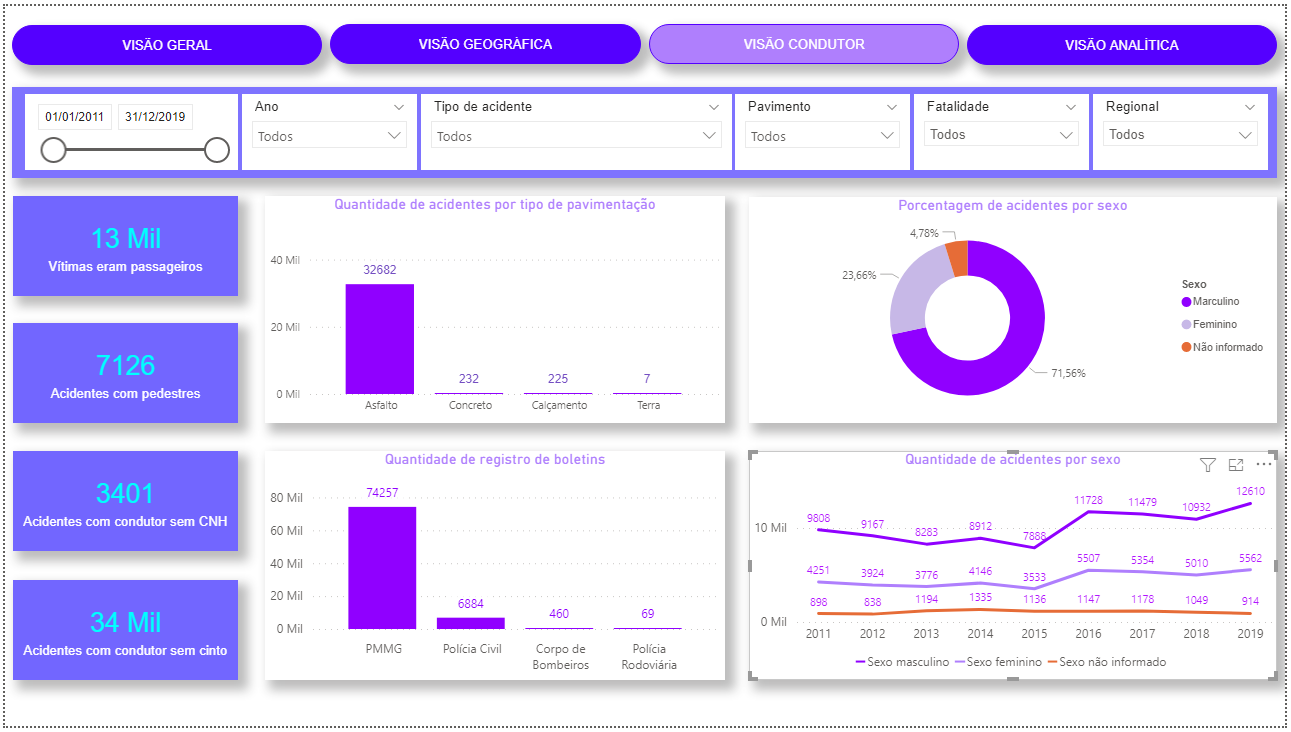 VISÃO GERAL
VISÃO GEOGRÁFICA
VISÃO CONDUTOR
VISÃO ANALÍTICA
01/01/2011 31/12/2019
Ano
Todos
Tipo de acidente
Todos
Pavimento
Todos
Fatalidade
Todos
Regional
Todos
13 Mil
Vítimas eram passageiros
7126
Acidentes com pedestres
3401
Acidentes com condutor sem CNH
34 Mil
Acidentes com condutor sem cinto
Quantidade de acidentes por tipo de pavimentação
40 Mil
20 Mil
0 Mil
32682 232 225 7
Asfalto Concreto Calçamento Terra
Porcentagem de acidentes por sexo
4,78%
23,66%
71,56%
Sexo
Marculino
Feminino
Não informado
Quantidade de registro de boletins
80 Mil
60 Mil
40 Mil
20 Mil
0 Mil
74257 6884 460 69
PMMG Polícia Civil Corpo de Bombeiros Polícia Rodoviária
Quantidade de acidentes por sexo
10 Mil
0 Mil
9808 9167 8283 8912 7888 11728 11479 10932 12610
4251 3924 3776 4146 3533 5507 5354 5010 5562
898 838 1194 1335 1136 1147 1178 1049 914
2011 2012 2013 2014 2015 2016 2017 2018 2019
Sexo masculino Sexo feminino Sexo não informado